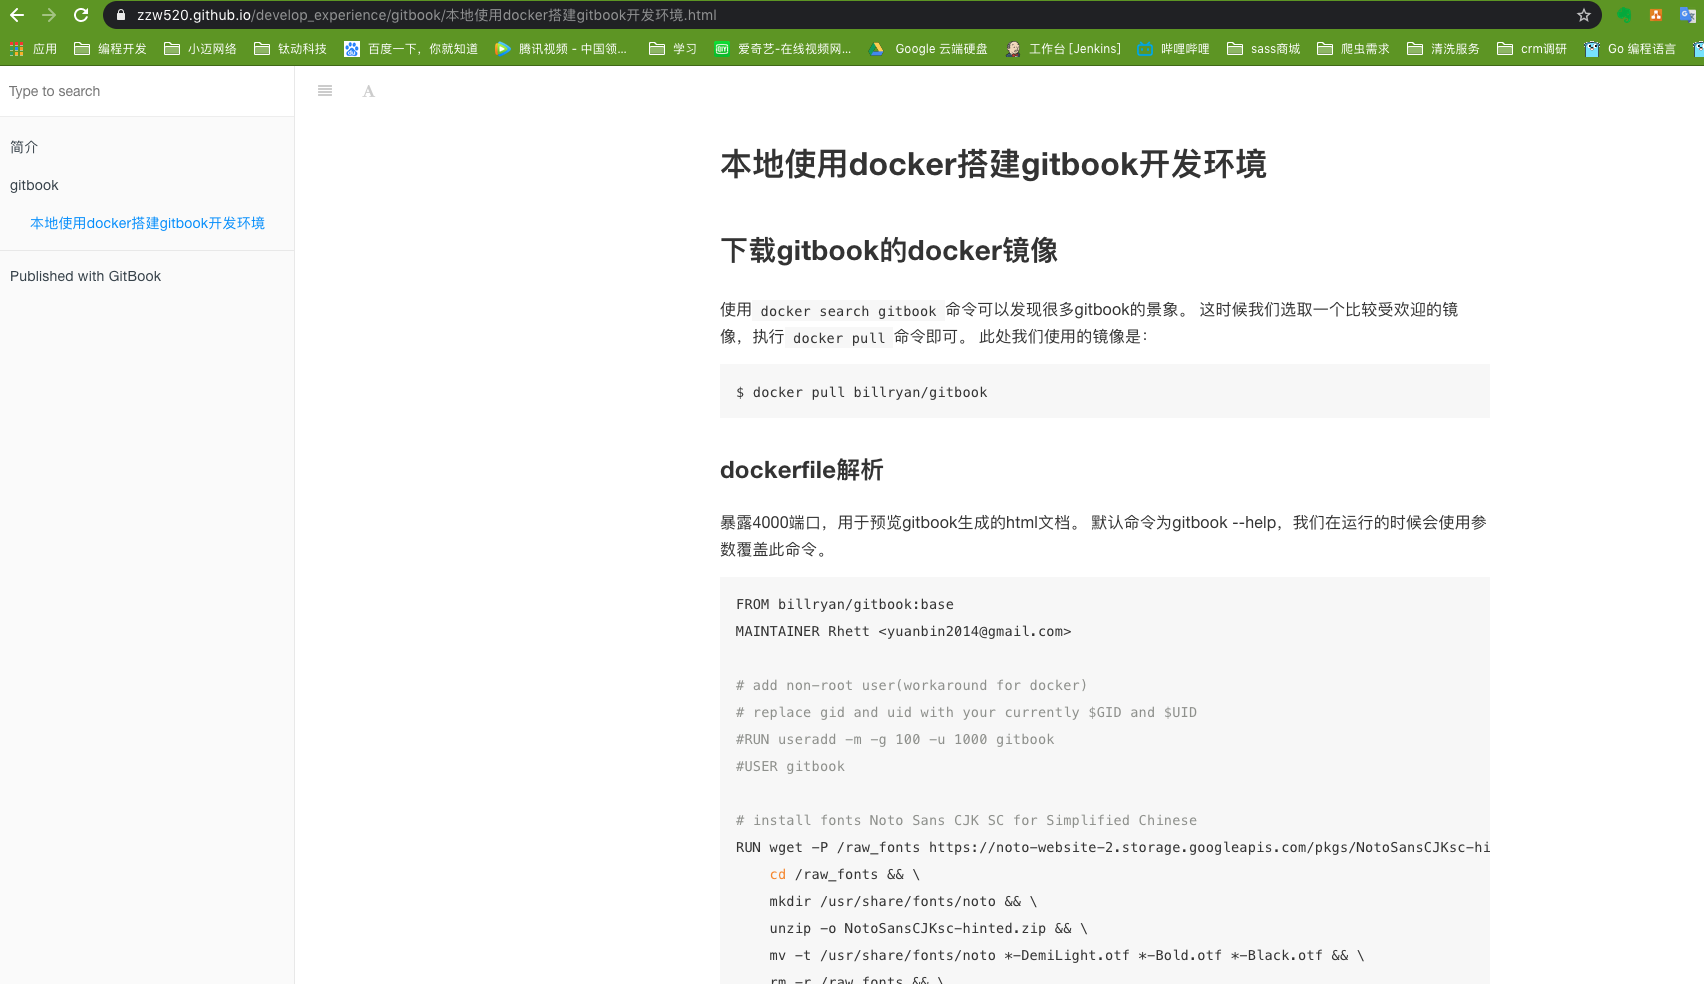 zzw520.github.io/develop_experience/gitbook/本地使用docker搭建gitbook开发环境.html
应用 编程开发 小迈网络 钛动科技 百度一下，你就知道 腾讯视频 - 中国领... 学习 爱奇艺-在线视频网... Google 云端硬盘 工作台 [Jenkins] 哔哩哔哩 sass商城 爬虫需求 清洗服务 crm调研 Go 编程语言
Type to search
A
简介
gitbook
本地使用docker搭建gitbook开发环境
Published with GitBook
本地使用docker搭建gitbook开发环境
下载gitbook的docker镜像
使用 docker search gitbook 命令可以发现很多gitbook的景象。 这时候我们选取一个比较受欢迎的镜
像，执行 docker pull 命令即可。 此处我们使用的镜像是：
$ docker pull billryan/gitbook
dockerfile解析
暴露4000端口，用于预览gitbook生成的html文档。 默认命令为gitbook --help，我们在运行的时候会使用参
数覆盖此命令。
FROM billryan/gitbook:base
MAINTAINER Rhett <yuanbin2014@gmail.com>
# add non-root user(workaround for docker)
# replace gid and uid with your currently $GID and $UID
#RUN useradd -m -g 100 -u 1000 gitbook
#USER gitbook
# install fonts Noto Sans CJK SC for Simplified Chinese
RUN wget -P /raw_fonts https://noto-website-2.storage.googleapis.com/pkgs/NotoSansCJKsc-hi
cd /raw_fonts && \
mkdir /usr/share/fonts/noto && \
unzip -o NotoSansCJKsc-hinted.zip && \
mv -t /usr/share/fonts/noto *-DemiLight.otf *-Bold.otf *-Black.otf && \
rm -r /raw_fonts && \